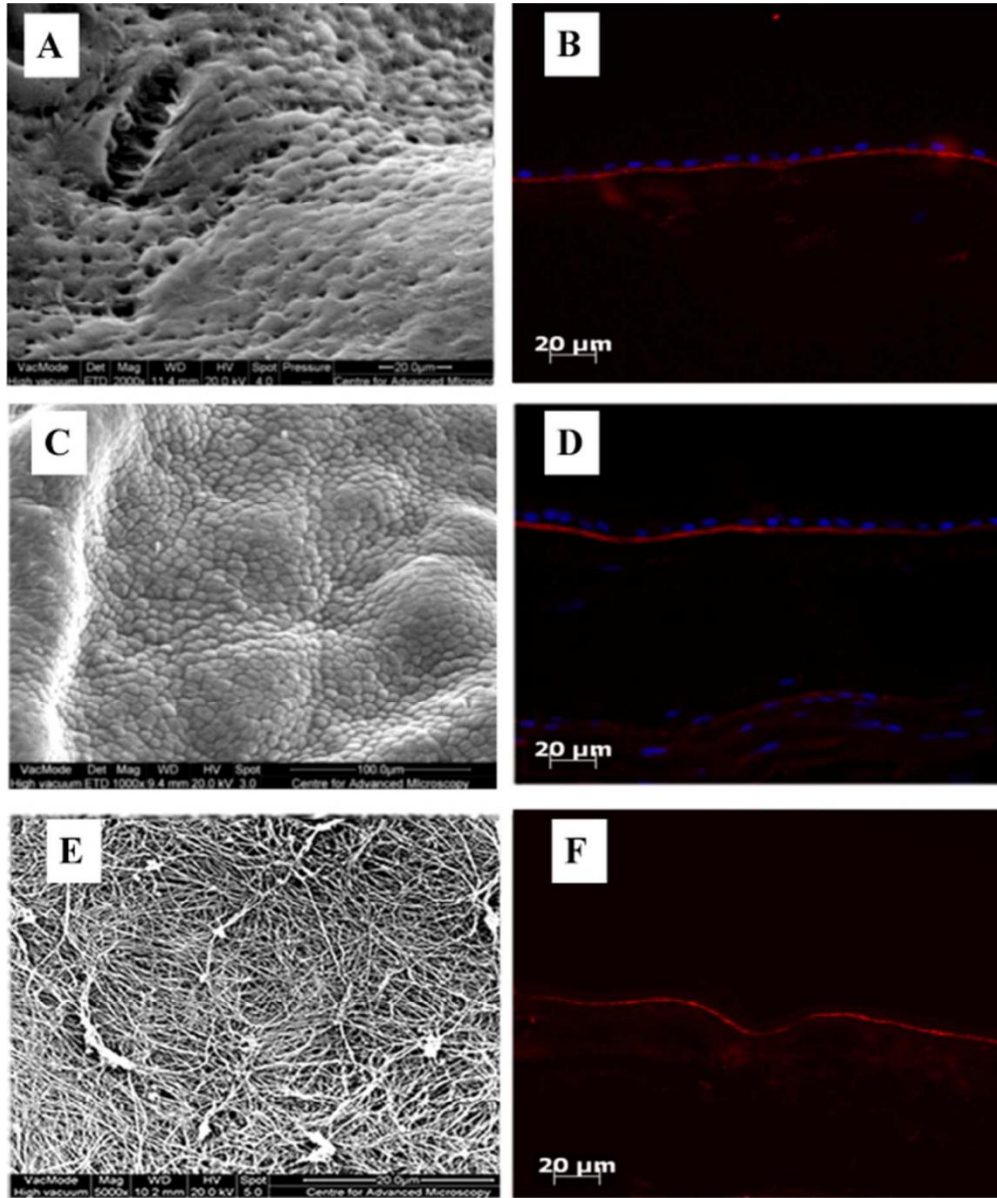 A
VacMode Det Mag WD HV Spot Pressure 20.0µm
High vacuum ETD 2000x 11.4 mm 20.0 kV 4.0 --- Centre for Advanced Microsc
B
20 µm
C
VacMode Det Mag WD HV Spot 100.0µm
High vacuum ETD 1000x 9.4 mm 20.0 kV 3.0 Centre for Advanced Microscopy
D
20 µm
E
VacMode Mag WD HV Spot 20.0µm
High vacuum 5000x 10.2 mm 20.0 kV 5.0 Centre for Advanced Microscopy
F
20 µm